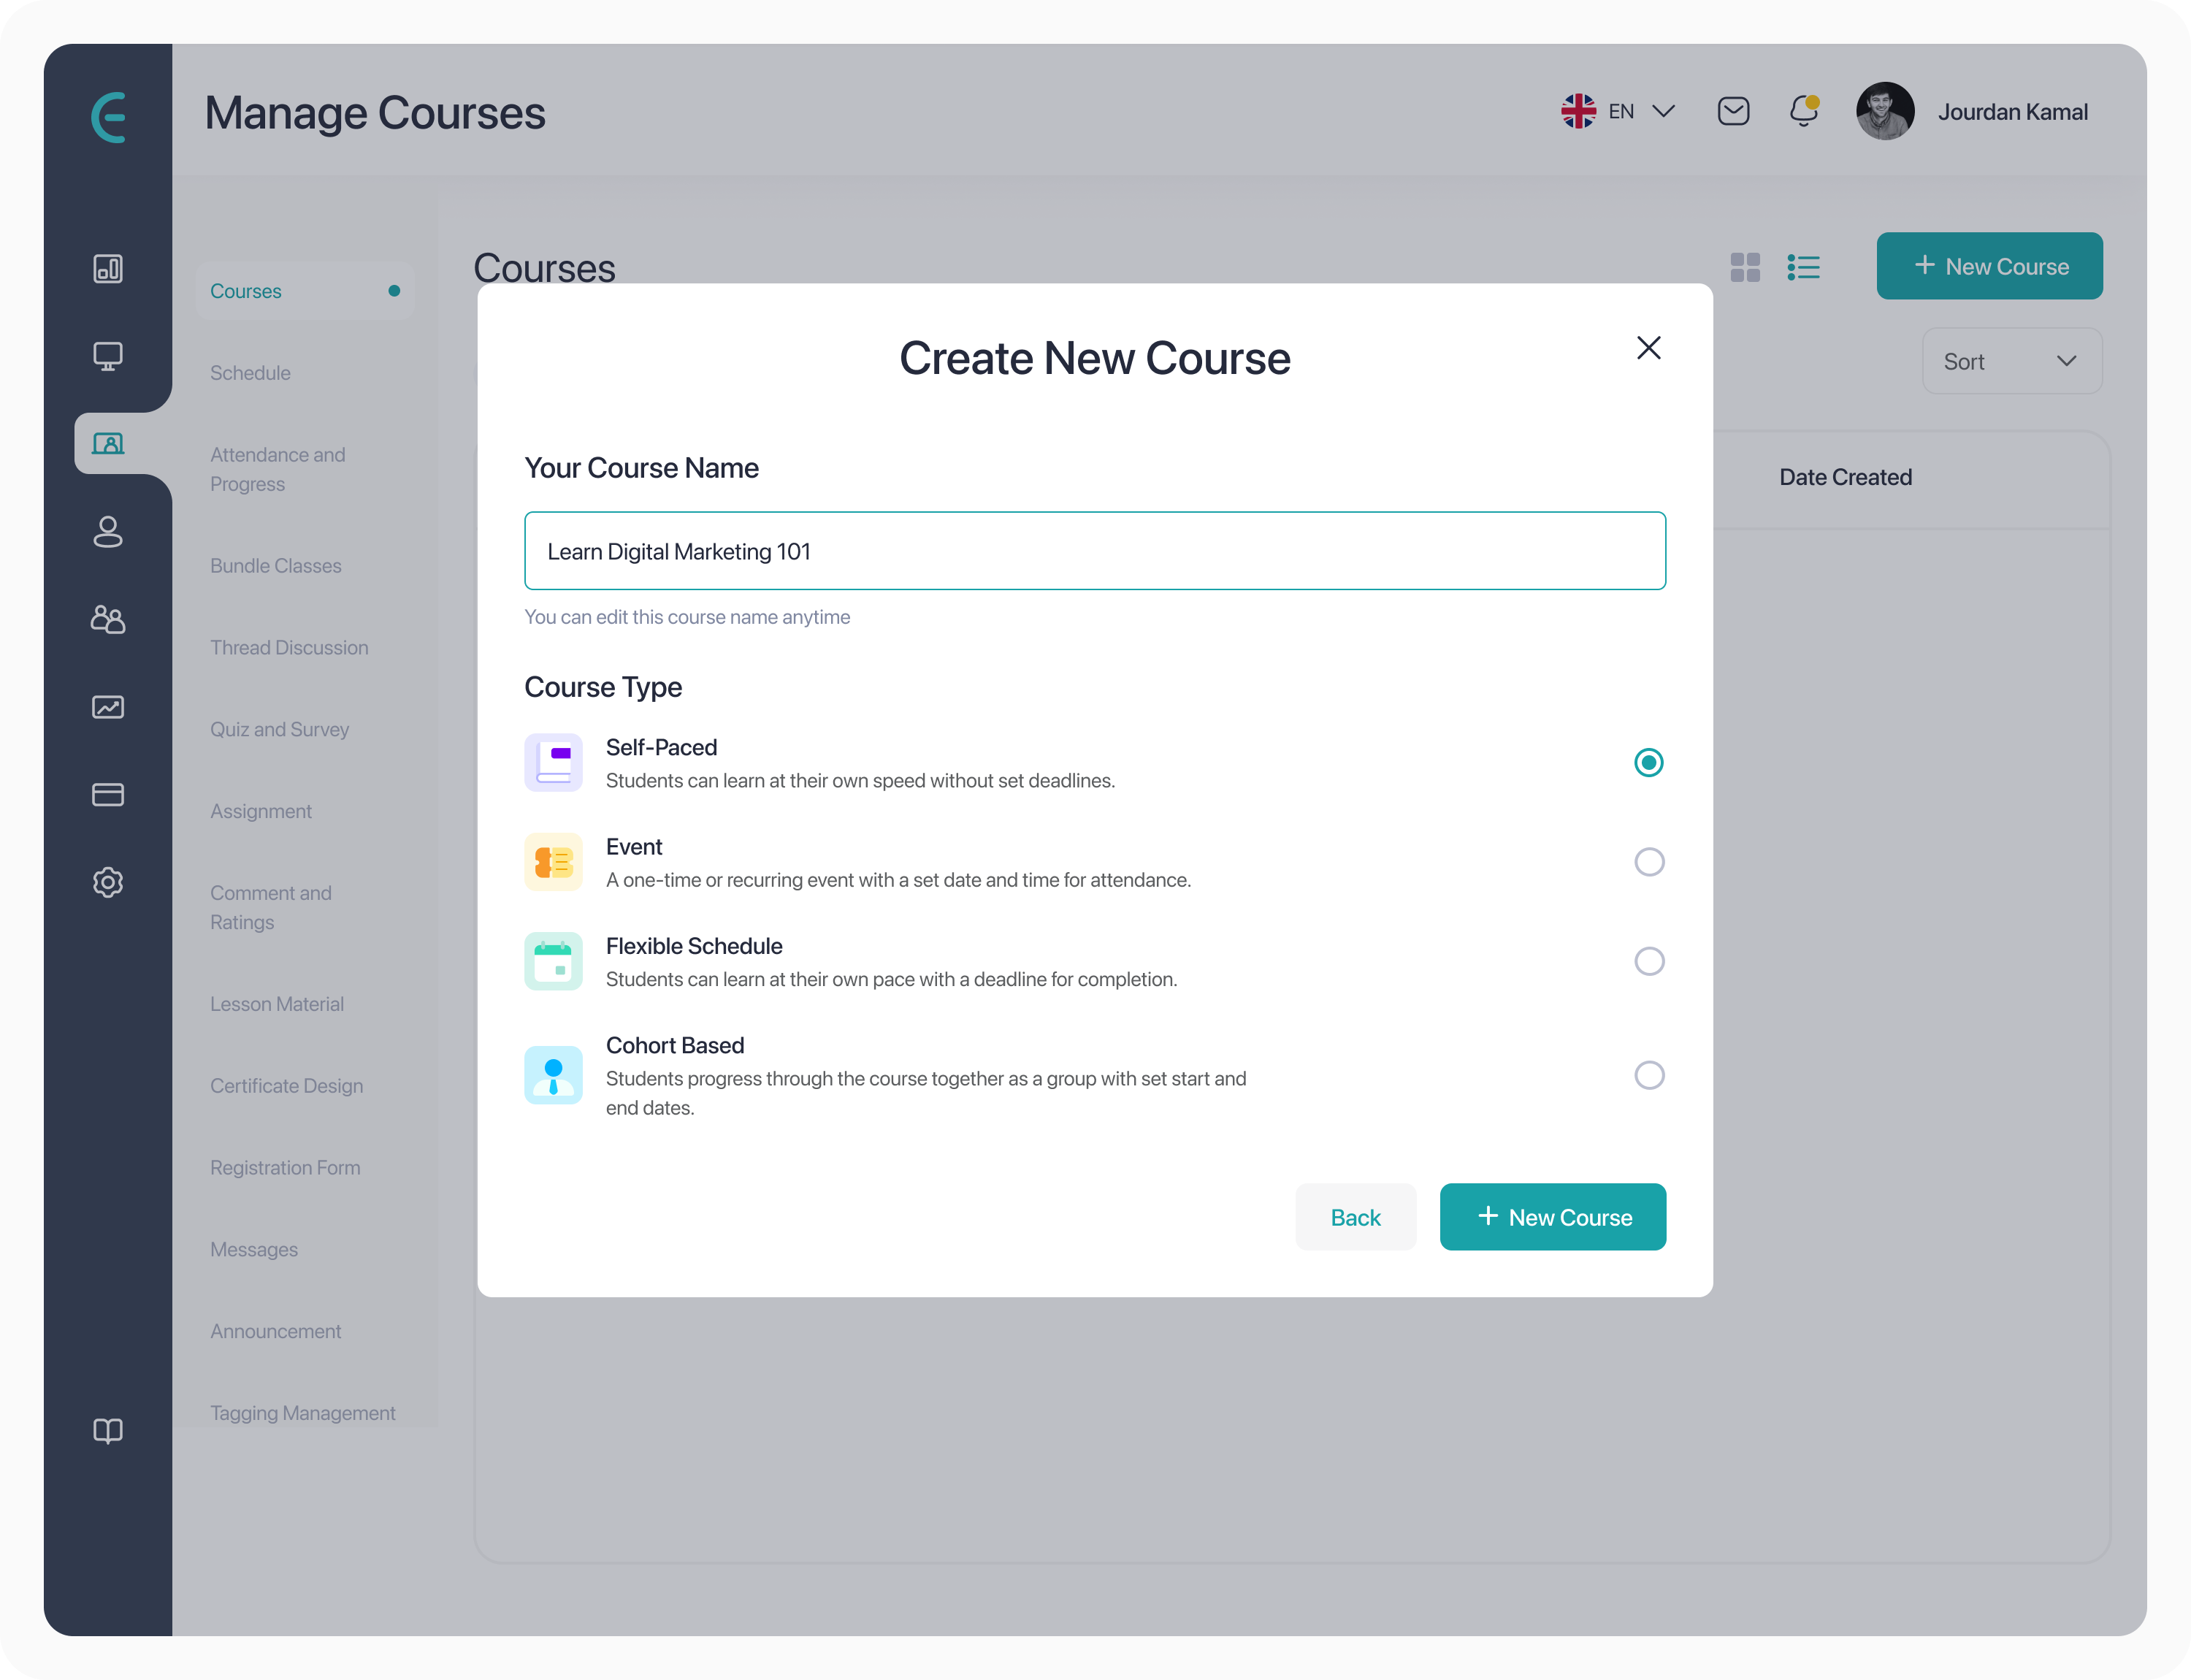 Manage Courses
EN
Jourdan Kamal
Courses
Schedule
Attendance and
Progress
Bundle Classes
Thread Discussion
Quiz and Survey
Assignment
Comment and
Ratings
Lesson Material
Certificate Design
Registration Form
Messages
Announcement
Tagging Management
Courses
New Course
Sort
Date Created
Create New Course
Your Course Name
Learn Digital Marketing 101
You can edit this course name anytime
Course Type
Self-Paced
Students can learn at their own speed without set deadlines.
Event
A one-time or recurring event with a set date and time for attendance.
Flexible Schedule
Students can learn at their own pace with a deadline for completion.
Cohort Based
Students progress through the course together as a group with set start and
end dates.
Back
New Course